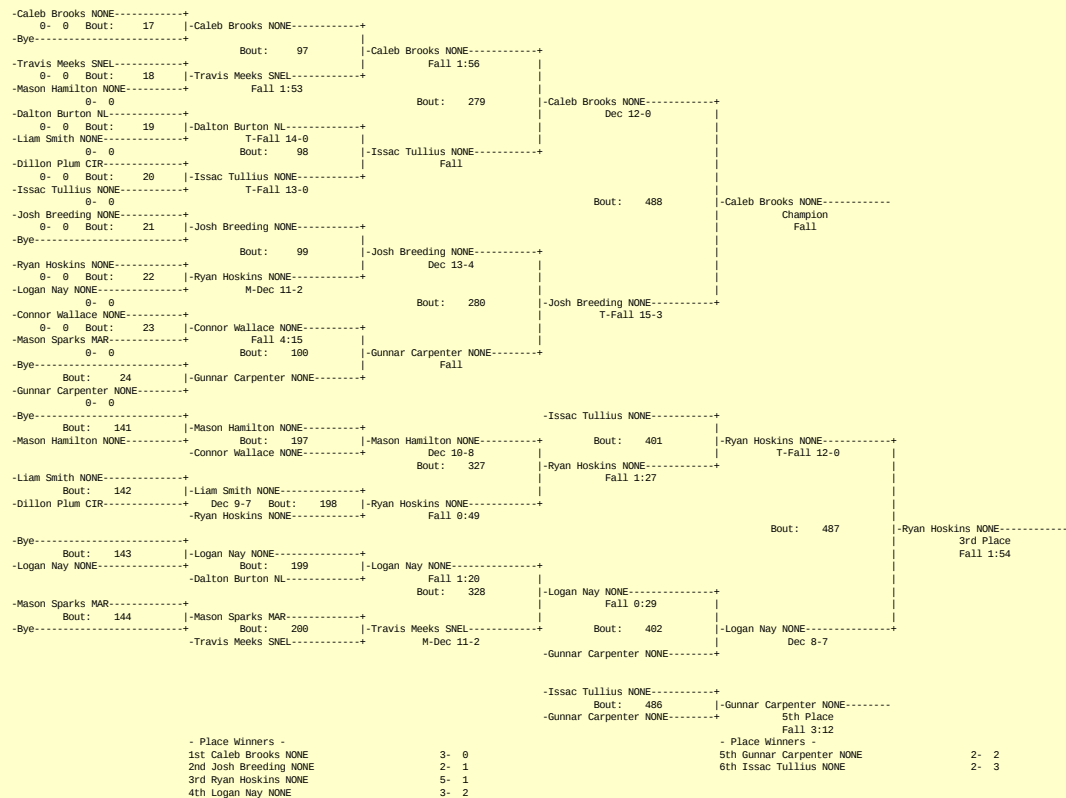 -Caleb Brooks NONE-----------+
0-  0   Bout:     17     |-Caleb Brooks NONE-----------+
-Bye-------------------------+                            |
Bout:     97        |-Caleb Brooks NONE-----------+
-Travis Meeks SNEL-----------+                            |          Fall 1:56          |
0-  0   Bout:     18     |-Travis Meeks SNEL-----------+                            |
-Mason Hamilton NONE---------+          Fall 1:53                                       |
0-  0                                                Bout:    279         |-Caleb Brooks NONE-----------+
-Dalton Burton NL------------+                                                          |          Dec 12-0           |
0-  0   Bout:     19     |-Dalton Burton NL------------+                            |                             |
-Liam Smith NONE-------------+         T-Fall 14-0        |                             |                             |
0-  0                            Bout:     98        |-Issac Tullius NONE----------+                             |
-Dillon Plum CIR-------------+                            |            Fall                                           |
0-  0   Bout:     20     |-Issac Tullius NONE----------+                                                          |
-Issac Tullius NONE----------+         T-Fall 13-0                                                                    |
0-  0                                                                              Bout:    488          |-Caleb Brooks NONE-----------
-Josh Breeding NONE----------+                                                                                        |          Champion
0-  0   Bout:     21     |-Josh Breeding NONE----------+                                                          |            Fall
-Bye-------------------------+                            |                                                           |
Bout:     99        |-Josh Breeding NONE----------+                             |
-Ryan Hoskins NONE-----------+                            |          Dec 13-4           |                             |
0-  0   Bout:     22     |-Ryan Hoskins NONE-----------+                            |                             |
-Logan Nay NONE--------------+         M-Dec 11-2                                       |                             |
0-  0                                                Bout:    280         |-Josh Breeding NONE----------+
-Connor Wallace NONE---------+                                                          |         T-Fall 15-3
0-  0   Bout:     23     |-Connor Wallace NONE---------+                            |
-Mason Sparks MAR------------+          Fall 4:15         |                             |
0-  0                            Bout:    100        |-Gunnar Carpenter NONE-------+
-Bye-------------------------+                            |            Fall
Bout:     24         |-Gunnar Carpenter NONE-------+
-Gunnar Carpenter NONE-------+
0-  0
-Bye-------------------------+                                                          -Issac Tullius NONE----------+
Bout:    141         |-Mason Hamilton NONE---------+                                                          |
-Mason Hamilton NONE---------+        Bout:    197        |-Mason Hamilton NONE---------+        Bout:    401         |-Ryan Hoskins NONE-----------+
-Connor Wallace NONE---------+          Dec 10-8           |                             |         T-Fall 12-0         |
Bout:    327         |-Ryan Hoskins NONE-----------+                             |
-Liam Smith NONE-------------+                                                          |          Fall 1:27                                        |
Bout:    142         |-Liam Smith NONE-------------+                            |                                                           |
-Dillon Plum CIR-------------+   Dec 9-7   Bout:    198   |-Ryan Hoskins NONE-----------+                                                           |
-Ryan Hoskins NONE-----------+          Fall 0:49                                                                      |
Bout:    487         |-Ryan Hoskins NONE-----------
-Bye-------------------------+                                                                                                                      |          3rd Place
Bout:    143         |-Logan Nay NONE--------------+                                                                                        |          Fall 1:54
-Logan Nay NONE--------------+        Bout:    199        |-Logan Nay NONE--------------+                                                           |
-Dalton Burton NL------------+          Fall 1:20          |                                                           |
Bout:    328         |-Logan Nay NONE--------------+                             |
-Mason Sparks MAR------------+                                                          |          Fall 0:29          |                             |
Bout:    144         |-Mason Sparks MAR------------+                            |                             |                             |
-Bye-------------------------+        Bout:    200        |-Travis Meeks SNEL-----------+        Bout:    402         |-Logan Nay NONE--------------+
-Travis Meeks SNEL-----------+         M-Dec 11-2                                        |          Dec 8-7
-Gunnar Carpenter NONE-------+
-Issac Tullius NONE----------+
Bout:    486         |-Gunnar Carpenter NONE-------
-Gunnar Carpenter NONE-------+          5th Place
Fall 3:12
- Place Winners -                                                                      - Place Winners -
1st Caleb Brooks NONE                     3-  0                                        5th Gunnar Carpenter NONE                 2-  2
2nd Josh Breeding NONE                    2-  1                                        6th Issac Tullius NONE                    2-  3
3rd Ryan Hoskins NONE                     5-  1
4th Logan Nay NONE                        3-  2